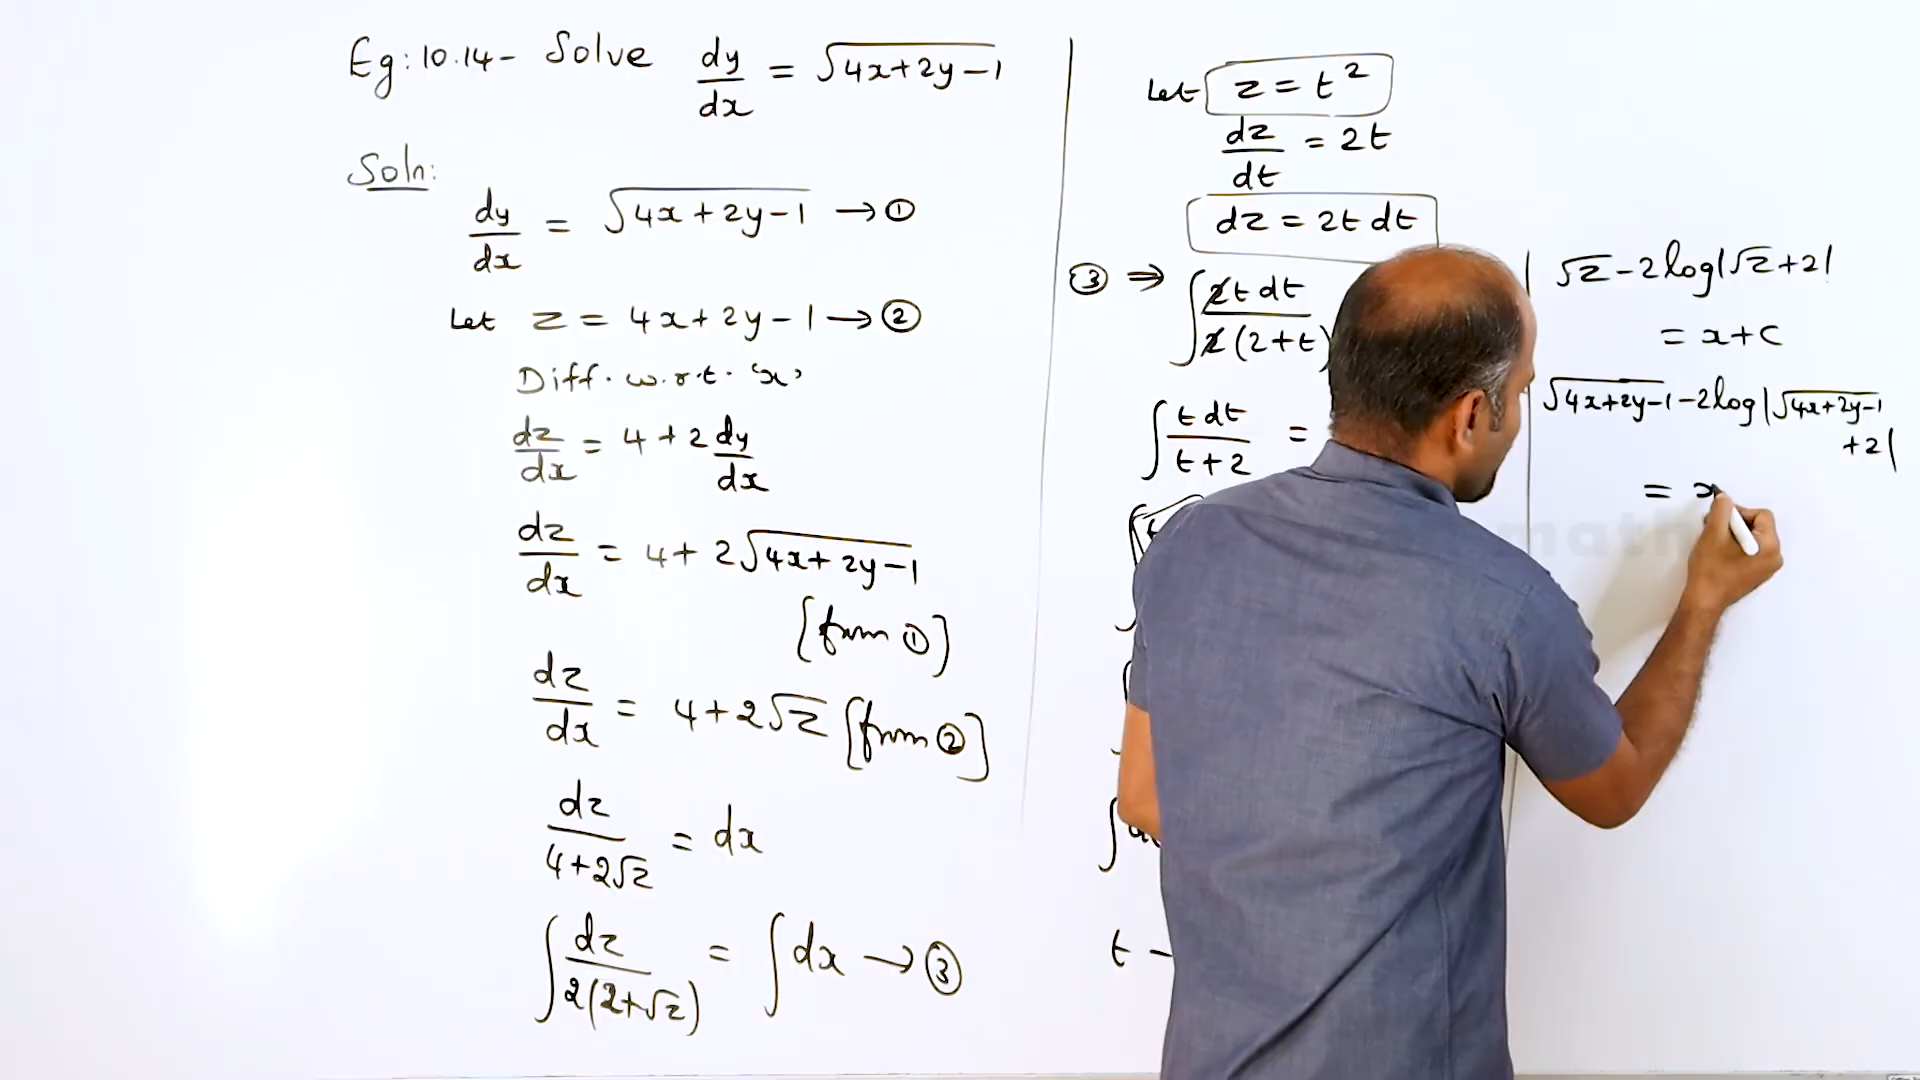 Eg: 10.14 - Solve dy/dx = √4x+2y-1
Soln:
dy/dx = √4x+2y-1 → ①
Let z = 4x+2y-1 → ②
Diff. w.r.t. 'x'
dz/dx = 4 + 2 dy/dx
dz/dx = 4 + 2√4x+2y-1
[from ①]
dz/dx = 4+2√z [from ②]
dz/4+2√z = dx
∫ dz/2(2+√z) = ∫ dx → ③
Let z = t²
dz/dt = 2t
dz = 2t dt
③ ⇒ ∫ 2t dt/2(2+t)
∫ t dt/t+2 =
t -
√z - 2log|√z+2|
= x+c
√4x+2y-1 - 2log|√4x+2y-1
+2|
= x